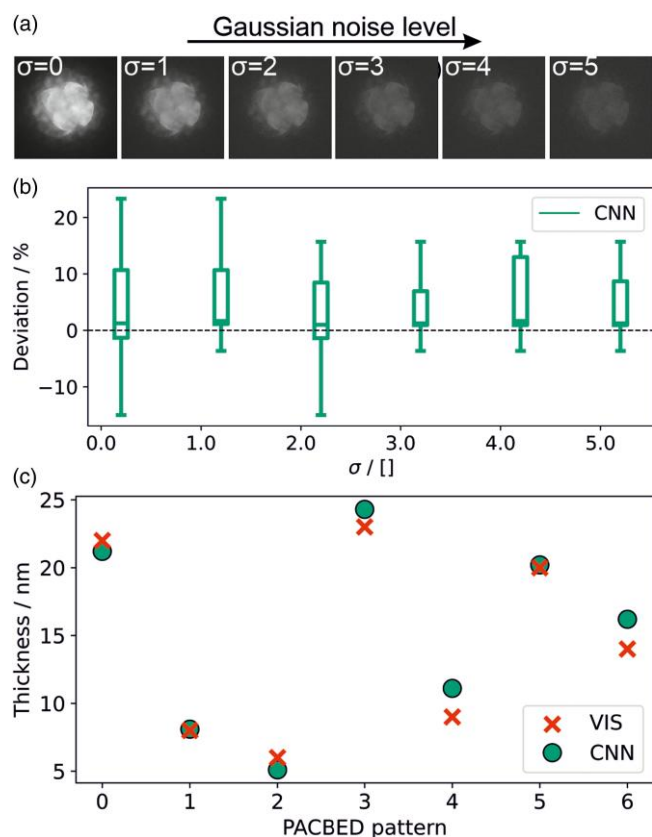 (a)
Gaussian noise level
σ=0 σ=1 σ=2 σ=3 σ=4 σ=5
(b)
CNN
Deviation / %
20
10
0
−10
0.0 1.0 2.0 3.0 4.0 5.0
σ / []
(c)
Thickness / nm
25
20
15
10
5
VIS
CNN
0 1 2 3 4 5 6
PACBED pattern